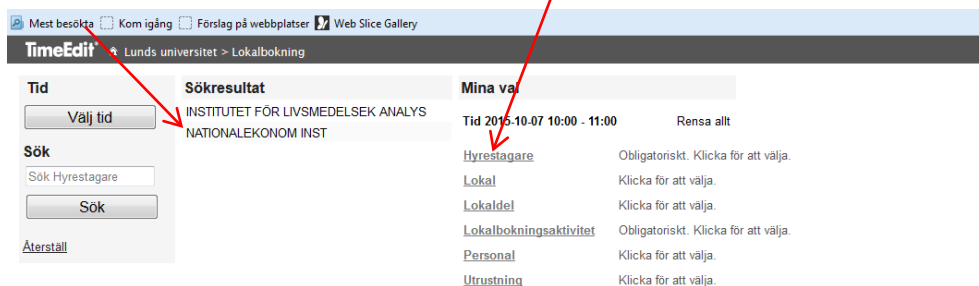 Mest besökta Kom igång Förslag på webbplatser Web Slice Gallery
TimeEdit Lunds universitet > Lokalbokning
Tid
Välj tid
Sök
Sök Hyrestagare
Sök
Återställ
Sökresultat
INSTITUTET FÖR LIVSMEDELSEK ANALYS
NATIONALEKONOM INST
Mina val
Tid 2015-10-07 10:00 - 11:00 Rensa allt
Hyrestagare Obligatoriskt. Klicka för att välja.
Lokal Klicka för att välja.
Lokaldel Klicka för att välja.
Lokalbokningsaktivitet Obligatoriskt. Klicka för att välja.
Personal Klicka för att välja.
Utrustning Klicka för att välja.